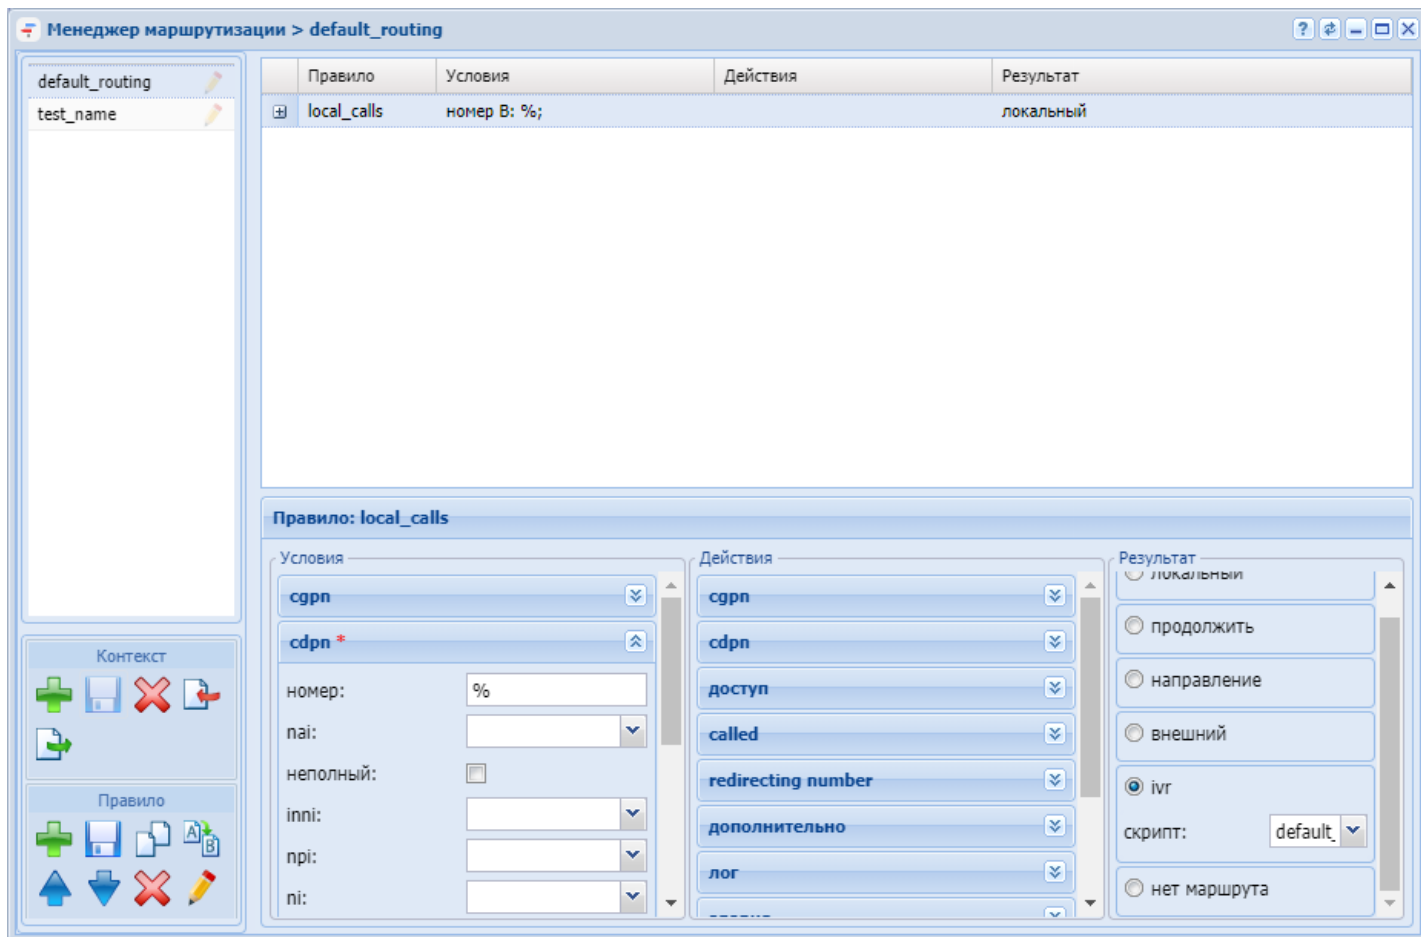 Менеджер маршрутизации > default_routing
default_routing
test_name
Правило Условия Действия Результат
local_calls номер B: %; локальный
Правило: local_calls
Условия
cgpn
cdpn *
номер: %
nai:
неполный:
inni:
npi:
ni:
Действия
cgpn
cdpn
доступ
called
redirecting number
дополнительно
лог
Результат
локальный
продолжить
направление
внешний
ivr
скрипт: default_
нет маршрута
Контекст
Правило